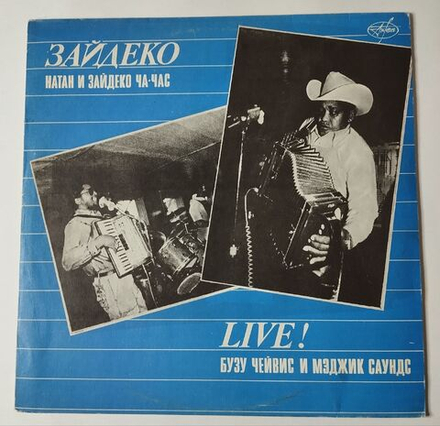 ЗАЙДЕКО
НАТАН И ЗАЙДЕКО ЧА-ЧАС
LIVE!
БУЗУ ЧЕЙВИС И МЭДЖИК САУНДС